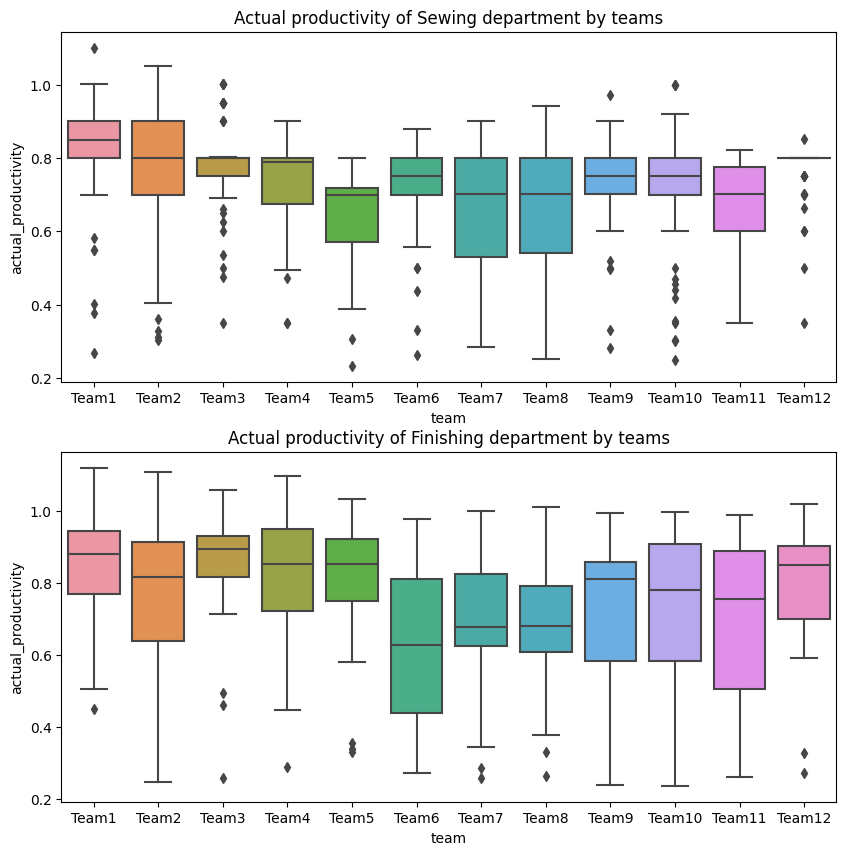 Actual productivity of Sewing department by teams
actual_productivity
1.0
0.8
0.6
0.4
0.2
Team1 Team2 Team3 Team4 Team5 Team6 Team7 Team8 Team9 Team10 Team11 Team12
team
Actual productivity of Finishing department by teams
actual_productivity
1.0
0.8
0.6
0.4
0.2
Team1 Team2 Team3 Team4 Team5 Team6 Team7 Team8 Team9 Team10 Team11 Team12
team